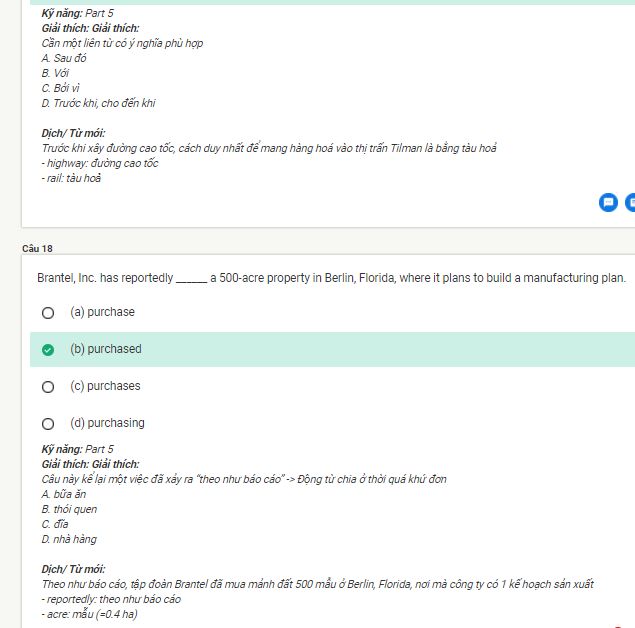 Kỹ năng: Part 5
Giải thích: Giải thích:
Cần một liên từ có ý nghĩa phù hợp
A. Sau đó
B. Với
C. Bởi vì
D. Trước khi, cho đến khi
Dịch/ Từ mới:
Trước khi xây đường cao tốc, cách duy nhất để mang hàng hoá vào thị trấn Tilman là bằng tàu hoả
- highway: đường cao tốc
- rail: tàu hoả
Câu 18
Brantel, Inc. has reportedly ______ a 500-acre property in Berlin, Florida, where it plans to build a manufacturing plan.
(a) purchase
(b) purchased
(c) purchases
(d) purchasing
Kỹ năng: Part 5
Giải thích: Giải thích:
Câu này kể lại một việc đã xảy ra "theo như báo cáo" -> Động từ chia ở thời quá khứ đơn
A. bữa ăn
B. thói quen
C. đĩa
D. nhà hàng
Dịch/ Từ mới:
Theo như báo cáo, tập đoàn Brantel đã mua mảnh đất 500 mẫu ở Berlin, Florida, nơi mà công ty có 1 kế hoạch sản xuất
- reportedly: theo như báo cáo
- acre: mẫu (=0.4 ha)